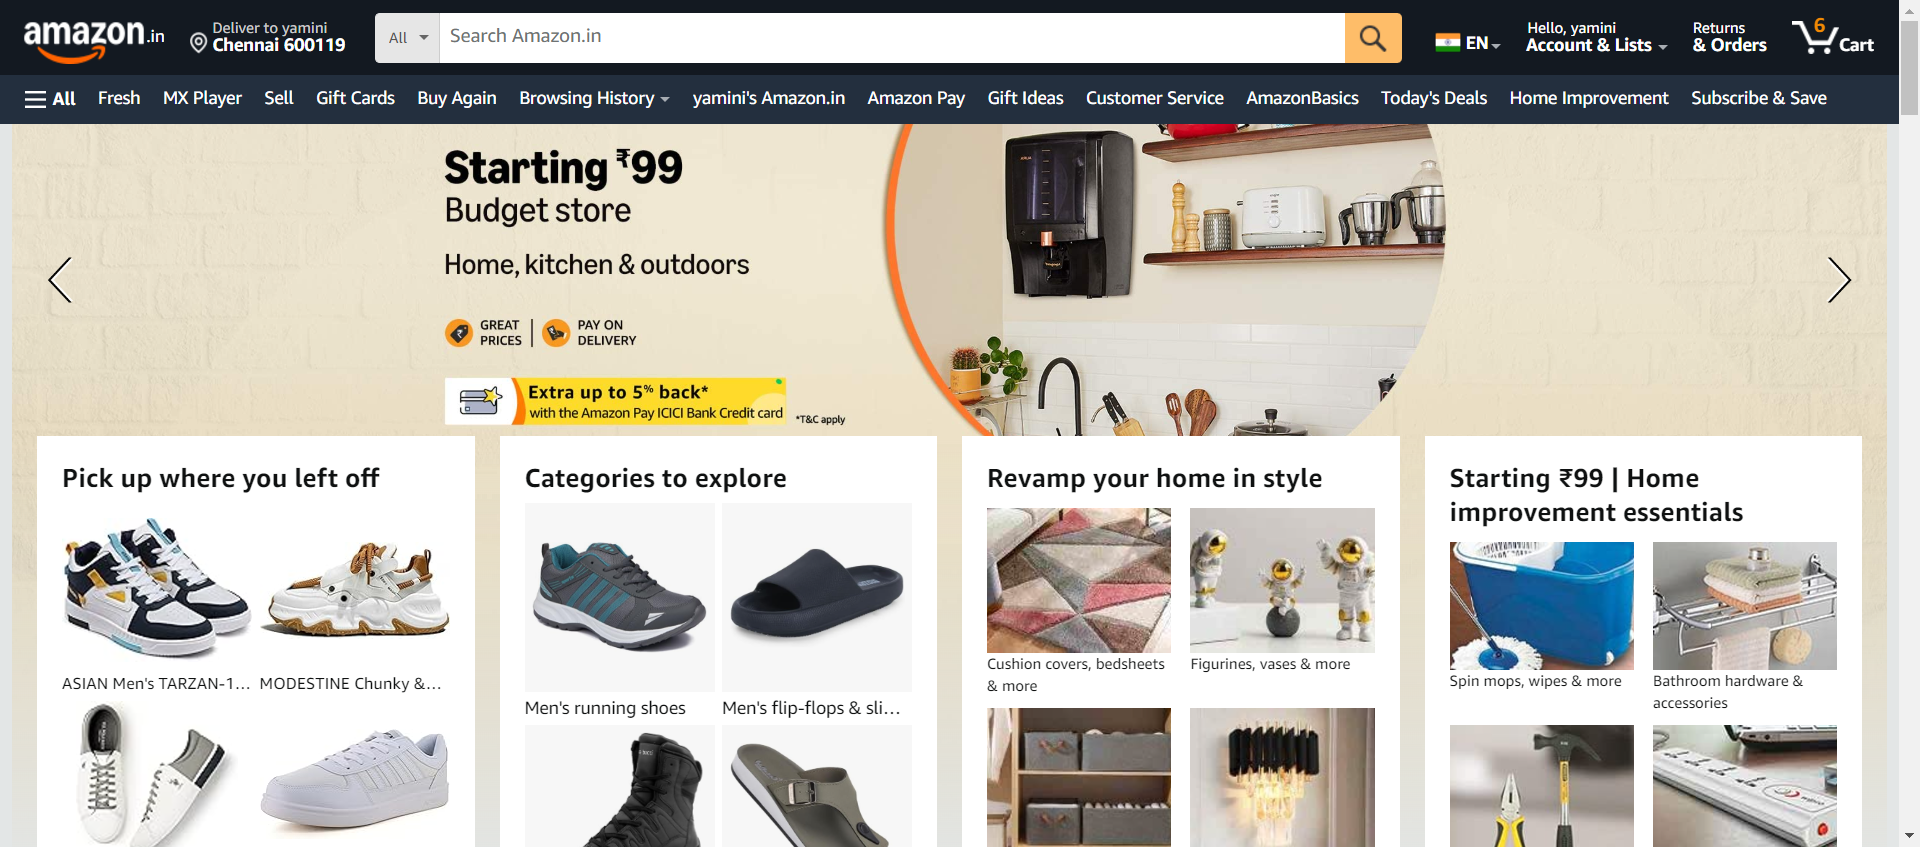 amazon.in
Deliver to yamini
Chennai 600119
All
Search Amazon.in
EN
Hello, yamini
Account & Lists
Returns
& Orders
6
Cart
All
Fresh
MX Player
Sell
Gift Cards
Buy Again
Browsing History
yamini's Amazon.in
Amazon Pay
Gift Ideas
Customer Service
AmazonBasics
Today's Deals
Home Improvement
Subscribe & Save
Starting ₹99
Budget store
Home, kitchen & outdoors
GREAT
PRICES
PAY ON
DELIVERY
Extra up to 5% back*
with the Amazon Pay ICICI Bank Credit card
*T&C apply
Pick up where you left off
ASIAN Men's TARZAN-1...
MODESTINE Chunky &...
Categories to explore
Men's running shoes
Men's flip-flops & sli...
Revamp your home in style
Cushion covers, bedsheets
& more
Figurines, vases & more
Starting ₹99 | Home
improvement essentials
Spin mops, wipes & more
Bathroom hardware &
accessories